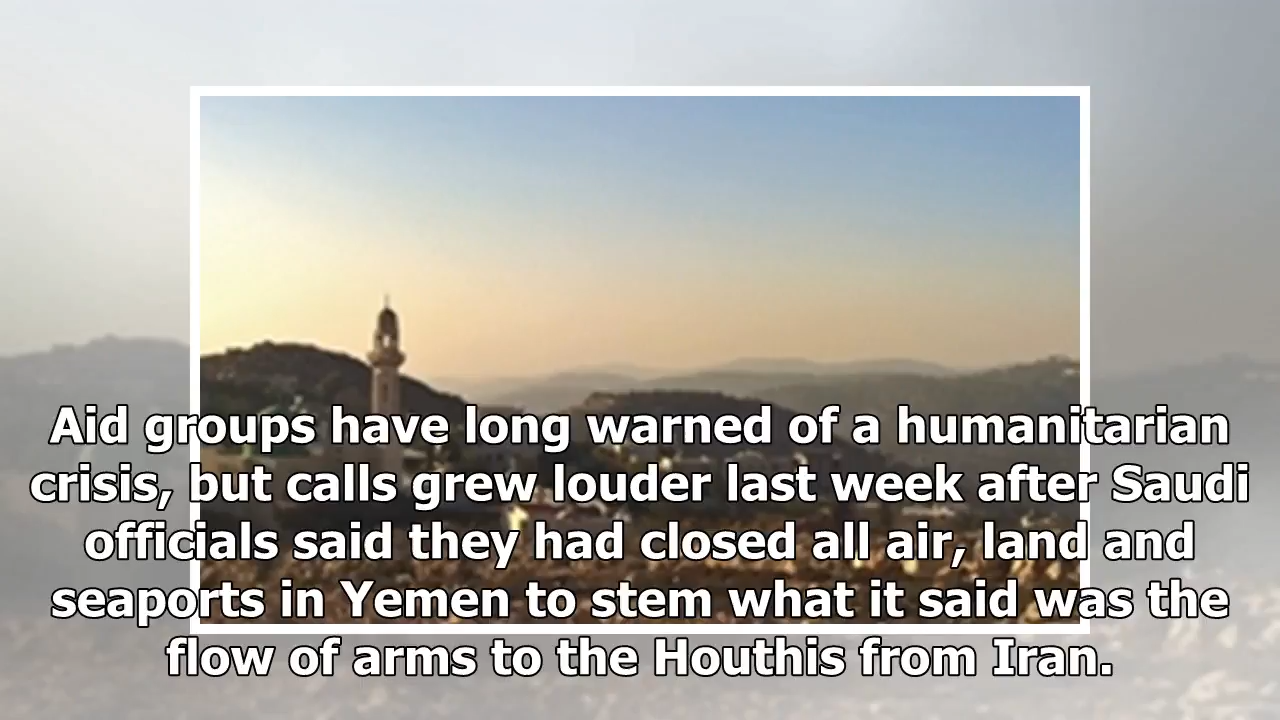 Aid groups have long warned of a humanitarian
crisis, but calls grew louder last week after Saudi
officials said they had closed all air, land and
seaports in Yemen to stem what it said was the
flow of arms to the Houthis from Iran.